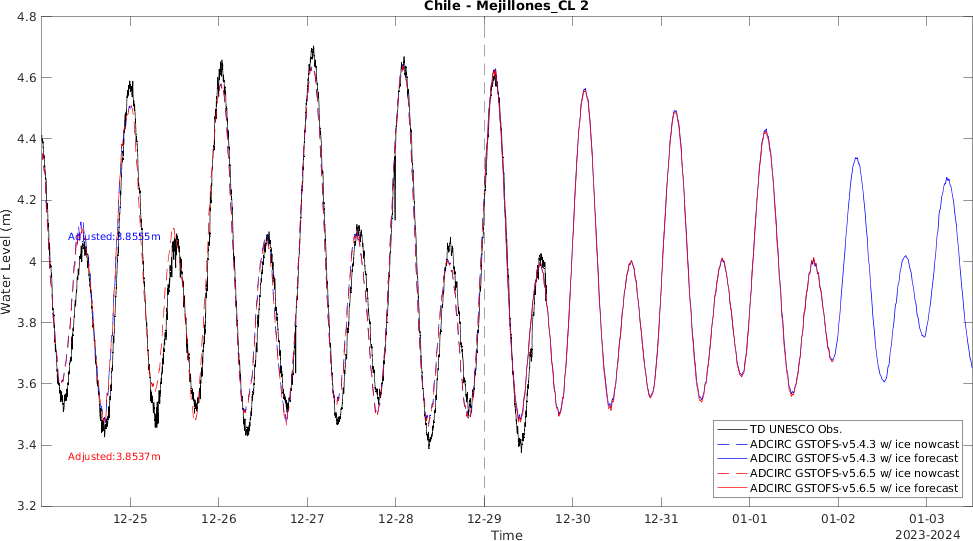 Chile - Mejillones_CL 2
4.8
4.6
4.4
4.2
4
3.8
3.6
3.4
3.2
Water Level (m)
Adjusted:3.8555m
Adjusted:3.8537m
TD UNESCO Obs.
ADCIRC GSTOFS-v5.4.3 w/ ice nowcast
ADCIRC GSTOFS-v5.4.3 w/ ice forecast
ADCIRC GSTOFS-v5.6.5 w/ ice nowcast
ADCIRC GSTOFS-v5.6.5 w/ ice forecast
12-25 12-26 12-27 12-28 12-29 12-30 12-31 01-01 01-02 01-03
Time
2023-2024